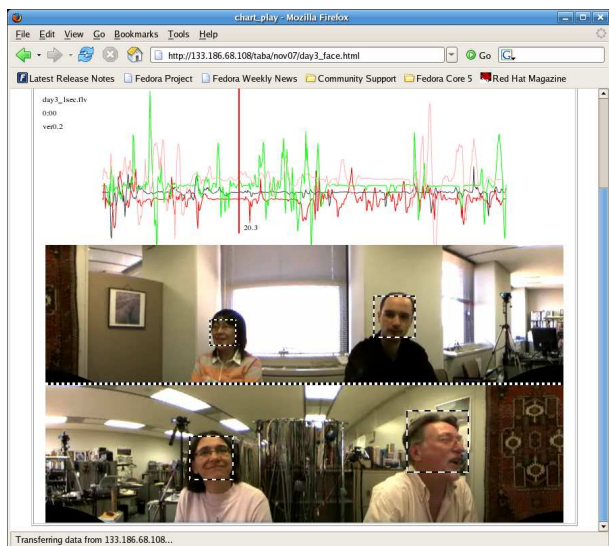 chart_play - Mozilla Firefox
File Edit View Go Bookmarks Tools Help
http://133.186.68.108/taba/nov07/day3_face.html Go G
Latest Release Notes Fedora Project Fedora Weekly News Community Support Fedora Core 5 Red Hat Magazine
day3_1sec.flv
0:00
ver0.2
20.3
Transferring data from 133.186.68.108...